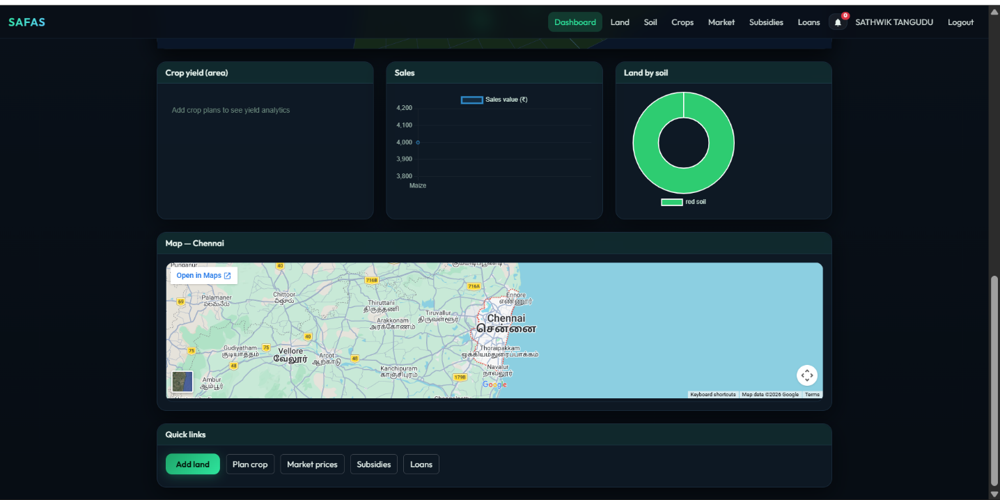 SAFAS
Dashboard Land Soil Crops Market Subsidies Loans 0 SATHWIK TANGUDU Logout
Crop yield (area)
Add crop plans to see yield analytics
Sales
Sales value (₹)
4,200
4,100
4,000
3,900
3,800
Maize
Land by soil
red soil
Map — Chennai
Open in Maps
40
716B
716A
69
Palamaner
Chittoor
Thiruttani
திருத்தணி
Tiruvallur
திருவள்ளூர்
Ennore
எண்ணூர்
Arakkonam
அரக்கோணம்
Chennai
சென்னை
40
75
75
Gudiyatham
குடியாத்தம்
Vellore
வேலூர்
Arcot
ஆற்காடு
48
48
Thoraipakkam
ஒக்கியம்துரைப்பாக்கம்
Kanchipuram
காஞ்சிபுரம்
179B
Navalur
நாவலூர்
Ambur
ஆம்பூர்
Google
Keyboard shortcuts Map data ©2026 Google Terms
Quick links
Add land Plan crop Market prices Subsidies Loans